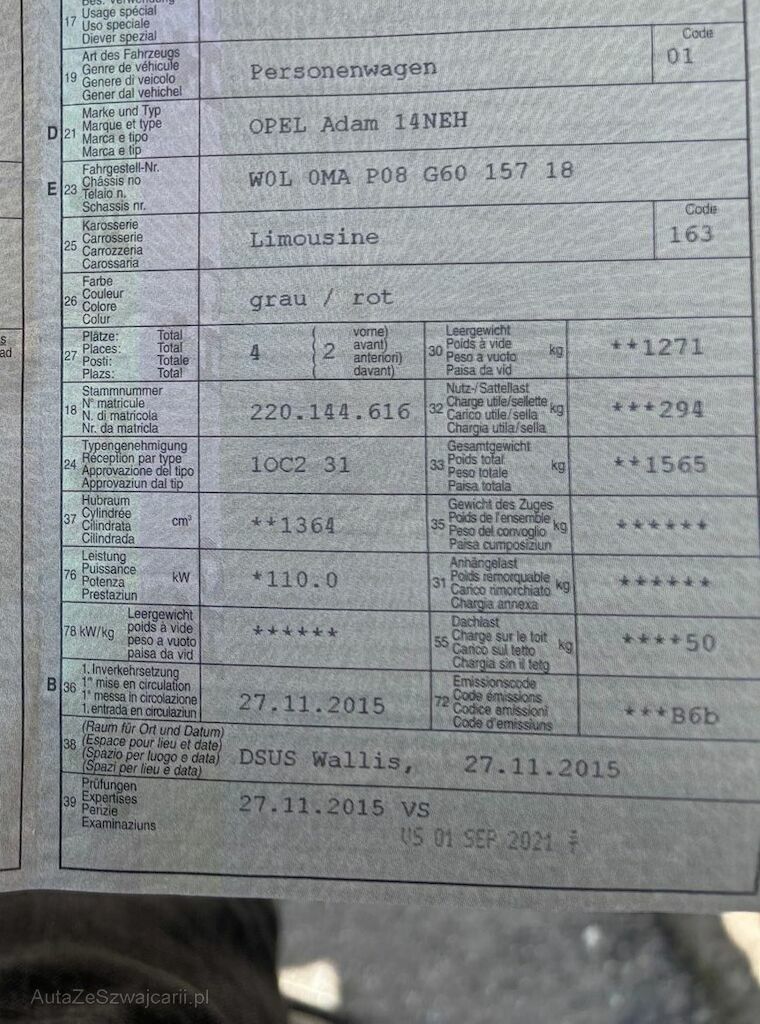 17 Usage spécial
Uso speciale
Diever spezial
19 Art des Fahrzeugs
Genre de véhicule
Genere di veicolo
Gener dal vehichel
Personenwagen
Code
01
D 21 Marke und Typ
Marque et type
Marca e tipo
Marca e tip
OPEL Adam 14NEH
E 23 Fahrgestell-Nr.
Châssis no
Telaio n.
Schassis nr.
W0L 0MA P08 G60 157 18
25 Karosserie
Carrosserie
Carrozzeria
Carossaria
Limousine
Code
163
26 Farbe
Couleur
Colore
Colur
grau / rot
27 Plätze: Total
Places: Total
Posti: Totale
Plazs: Total
4 ( 2 vorne)
avant)
anteriori)
davant)
30 Leergewicht
Poids à vide
Peso a vuoto
Paisa da vid
kg
**1271
18 Stammnummer
N° matricule
N. di matricola
Nr. da matricla
220.144.616
32 Nutz-/Sattellast
Charge utile/sellette
Carico utile/sella
Chargia utila/sella
kg
***294
24 Typengenehmigung
Réception par type
Approvazione del tipo
Approvaziun dal tip
1OC2 31
33 Gesamtgewicht
Poids total
Peso totale
Paisa totala
kg
**1565
37 Hubraum
Cylindrée
Cilindrata
Cilindrada
cm³
**1364
35 Gewicht des Zuges
Poids de l'ensemble
Peso del convoglio
Paisa cumposiziun
kg
******
76 Leistung
Puissance
Potenza
Prestaziun
kW
*110.0
31 Anhängelast
Poids remorquable
Carico rimorchiato
Chargia annexa
kg
******
78 kW/kg Leergewicht
poids à vide
peso a vuoto
paisa da vid
******
55 Dachlast
Charge sur le toit
Carico sul tetto
Chargia sin il tetg
kg
****50
B 36 1. Inverkehrsetzung
1re mise en circulation
1a messa in circolazione
1. entrada en circulaziun
27.11.2015
72 Emissionscode
Code émissions
Codice emissioni
Code d'emissiuns
***B6b
38 (Raum für Ort und Datum)
(Espace pour lieu et date)
(Spazio per luogo e data)
(Spazi per lieu e data)
DSUS Wallis, 27.11.2015
39 Prüfungen
Expertises
Perizie
Examinaziuns
27.11.2015 VS
VS 01 SEP 2021
AutaZeSzwajcarii.pl